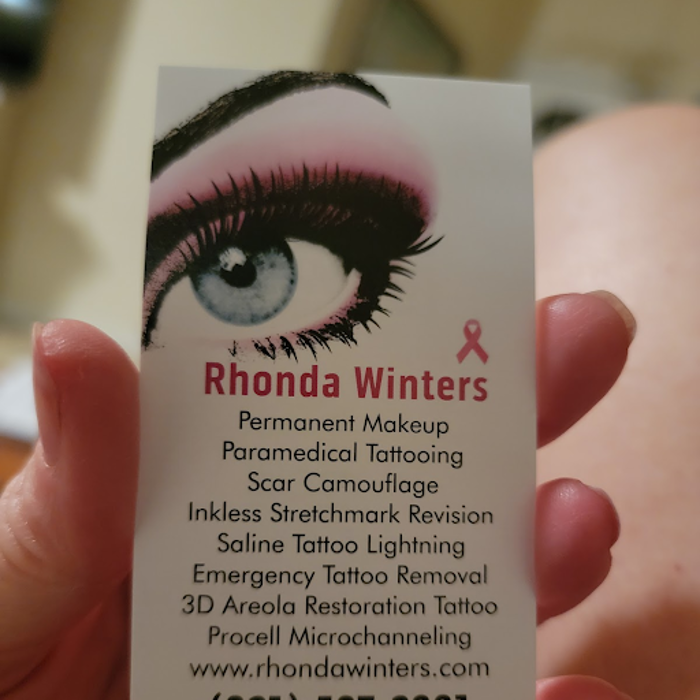 Rhonda Winters
Permanent Makeup
Paramedical Tattooing
Scar Camouflage
Inkless Stretchmark Revision
Saline Tattoo Lightning
Emergency Tattoo Removal
3D Areola Restoration Tattoo
Procell Microchanneling
www.rhondawinters.com